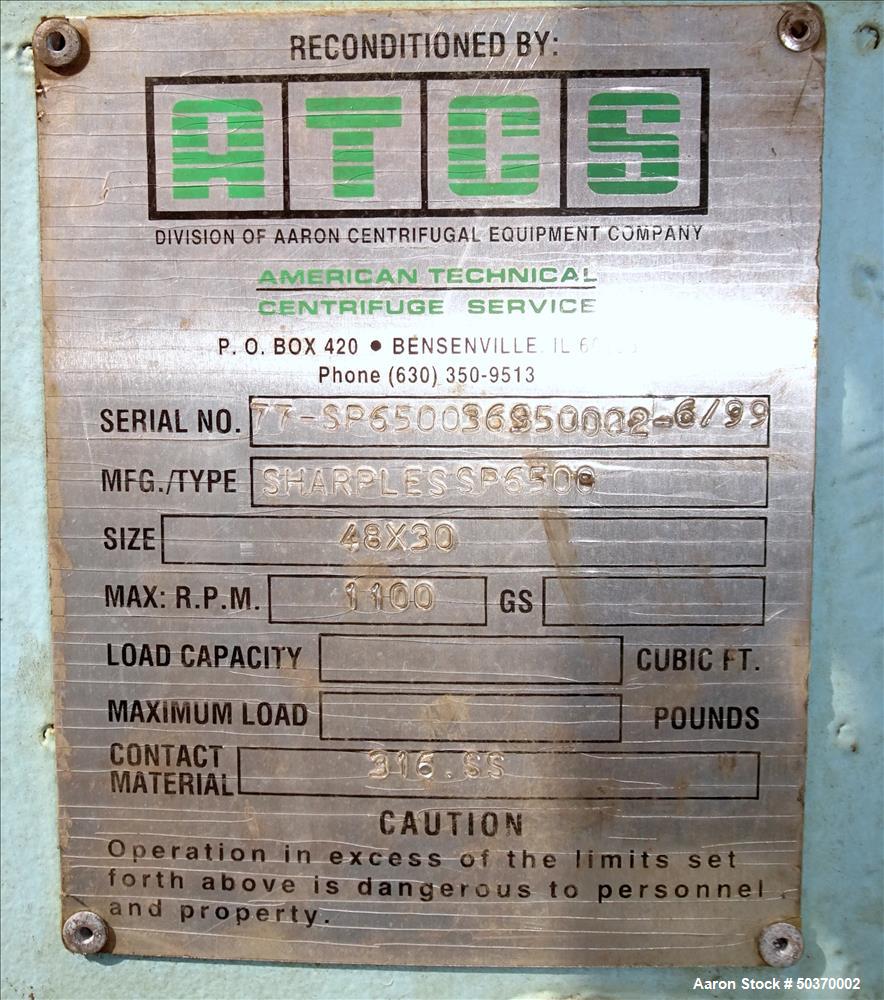 RECONDITIONED BY:
ATCS
DIVISION OF AARON CENTRIFUGAL EQUIPMENT COMPANY
AMERICAN TECHNICAL
CENTRIFUGE SERVICE
P. O. BOX 420 • BENSENVILLE, IL
Phone (630) 350-9513
SERIAL NO.
MFG./TYPE SHARPLES SP6500
SIZE 48X30
MAX: R.P.M. 1100 GS
LOAD CAPACITY CUBIC FT.
MAXIMUM LOAD POUNDS
CONTACT
MATERIAL 316.SS
CAUTION
Operation in excess of the limits set
forth above is dangerous to personnel
and property.
Aaron Stock # 50370002